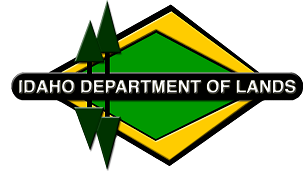 IDAHO DEPARTMENT OF LANDS